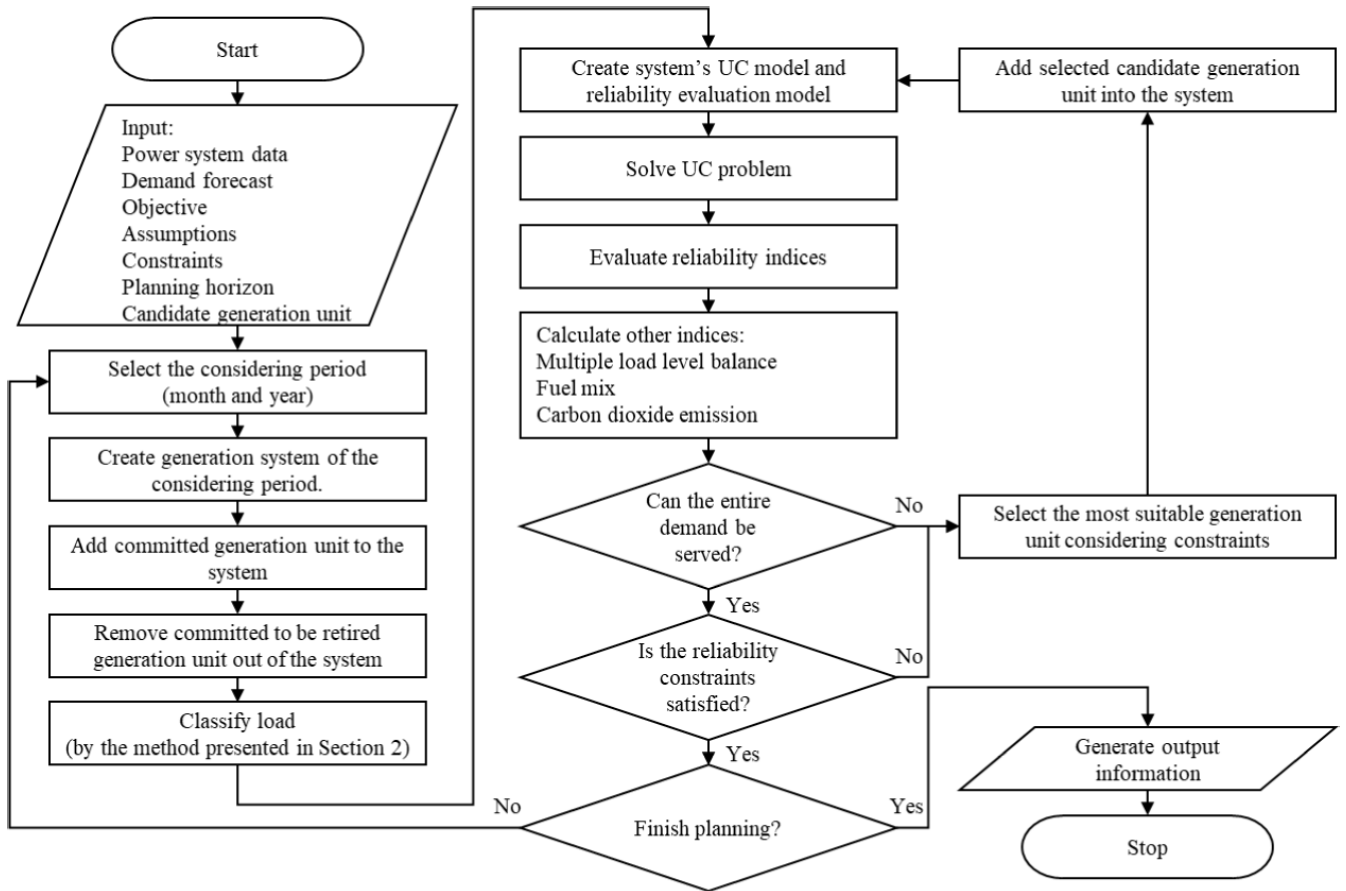 Start
Input:
Power system data
Demand forecast
Objective
Assumptions
Constraints
Planning horizon
Candidate generation unit
Select the considering period
(month and year)
Create generation system of the
considering period.
Add committed generation unit to the
system
Remove committed to be retired
generation unit out of the system
Classify load
(by the method presented in Section 2)
Create system's UC model and
reliability evaluation model
Solve UC problem
Evaluate reliability indices
Calculate other indices:
Multiple load level balance
Fuel mix
Carbon dioxide emission
Can the entire
demand be
served?
No
Yes
Is the reliability
constraints
satisfied?
No
Yes
Finish planning?
No
Yes
Add selected candidate generation
unit into the system
Select the most suitable generation
unit considering constraints
Generate output
information
Stop